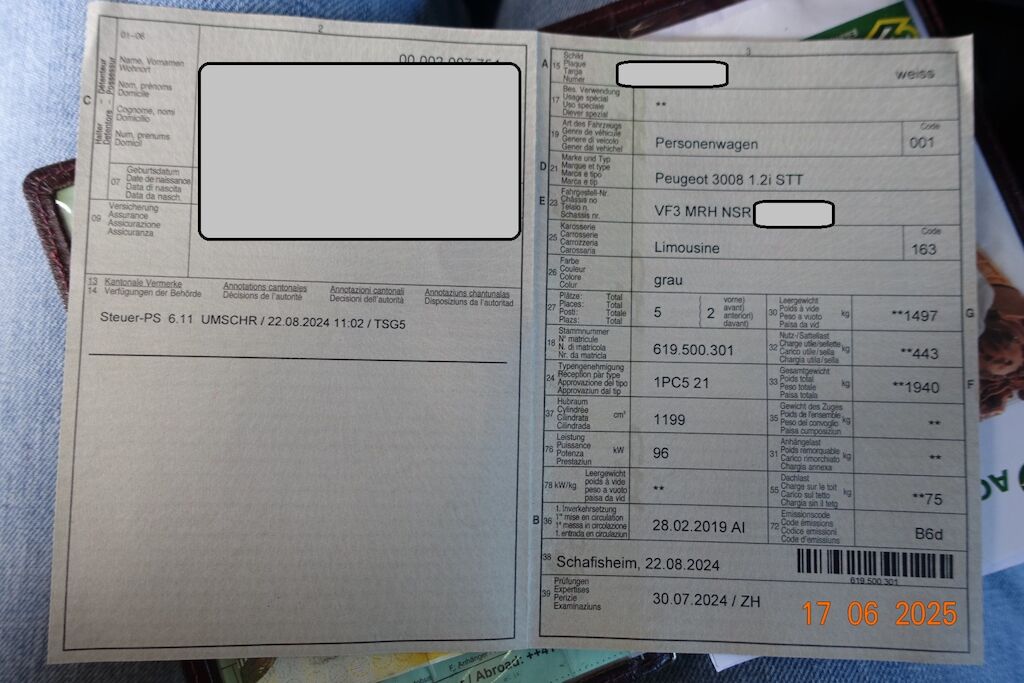 01-06
2
Name, Vornamen
Wohnort
Nom, prénoms
Domicile
Cognome, nomi
Domicilio
Num, prenums
Domicil
C
Halter - Détenteur
Detentore - Possessur
07
Geburtsdatum
Date de naissance
Data di nascita
Data da nasch.
09
Versicherung
Assurance
Assicurazione
Assicuranza
13 Kantonale Vermerke Annotations cantonales Annotazioni cantonali Annotaziuns chantunalas
14 Verfügungen der Behörde Décisions de l'autorité Decisioni dell'autorità Disposiziuns da l'autoritad
Steuer-PS 6.11 UMSCHR / 22.08.2024 11:02 / TSG5
3
A 15
Schild
Plaque
Targa
Numer
weiss
17
Bes. Verwendung
Usage spécial
Uso speciale
Diever spezial
**
19
Art des Fahrzeugs
Genre de véhicule
Genere di veicolo
Gener dal vehichel
Personenwagen
Code
001
D 21
Marke und Typ
Marque et type
Marca e tipo
Marca e tip
Peugeot 3008 1.2i STT
E 23
Fahrgestell-Nr.
Châssis no
Telaio n.
Schassis nr.
VF3 MRH NSR
25
Karosserie
Carrosserie
Carrozzeria
Carossaria
Limousine
Code
163
26
Farbe
Couleur
Colore
Colur
grau
27
Plätze: Total
Places: Total
Posti: Totale
Plazs: Total
5
2
vorne)
avant)
anteriori)
davant)
30
Leergewicht
Poids à vide
Peso a vuoto
Paisa da vid
kg
**1497
G
18
Stammnummer
N° matricule
N. di matricola
Nr. da matricla
619.500.301
32
Nutz-/Sattellast
Charge utile/sellette
Carico utile/sella
Chargia utila/sella
kg
**443
24
Typengenehmigung
Réception par type
Approvazione del tipo
Approvaziun dal tip
1PC5 21
33
Gesamtgewicht
Poids total
Peso totale
Paisa totala
kg
**1940
F
37
Hubraum
Cylindrée
Cilindrata
Cilindrada
cm³
1199
35
Gewicht des Zuges
Poids de l'ensemble
Peso del convoglio
Paisa cumposiziun
kg
**
76
Leistung
Puissance
Potenza
Prestaziun
kW
96
31
Anhängelast
Poids remorquable
Carico rimorchiato
Chargia annexa
kg
**
78 kW/kg
Leergewicht
poids à vide
peso a vuoto
paisa da vid
**
55
Dachlast
Charge sur le toit
Carico sul tetto
Chargia sin il tetg
kg
**75
B 36
1. Inverkehrsetzung
1re mise en circulation
1a messa in circolazione
1. entrada en circulaziun
28.02.2019 AI
72
Emissionscode
Code émissions
Codice emissioni
Code d'emissiuns
B6d
38
Schafisheim, 22.08.2024
619 500 301
39
Prüfungen
Expertises
Perizie
Examinaziuns
30.07.2024 / ZH
17 06 2025